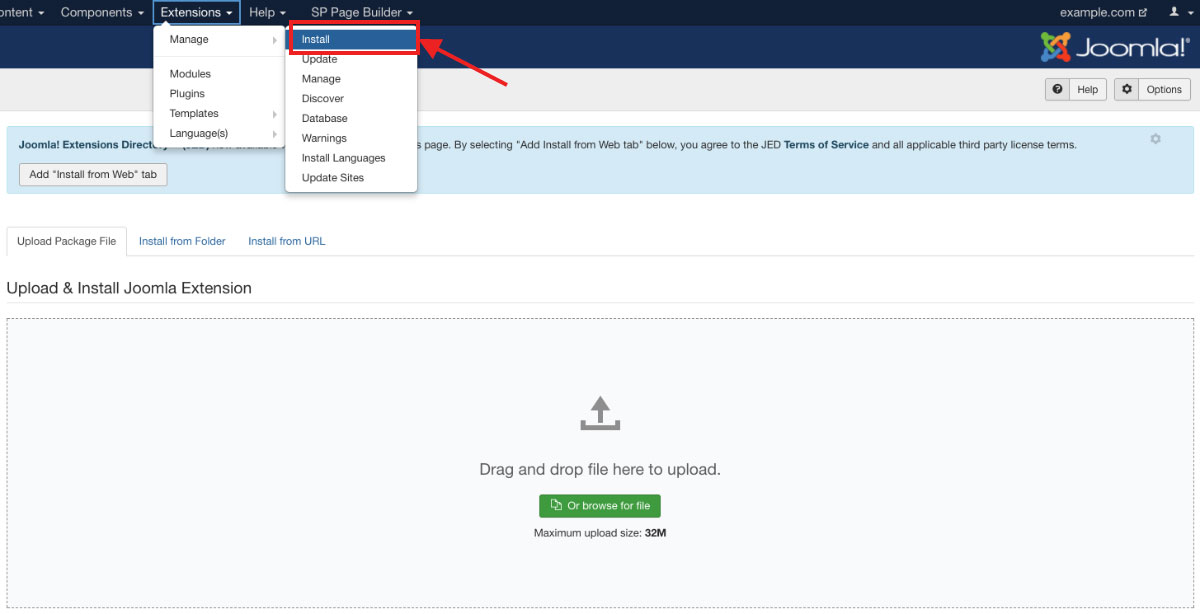 ontent Components Extensions Help SP Page Builder example.com
Manage Install
Joomla!®
Update
Modules Manage
Help Options
Plugins Discover
Templates Database
Language(s) Warnings
Joomla! Extensions Directory s page. By selecting "Add Install from Web tab" below, you agree to the JED Terms of Service and all applicable third party license terms.
Install Languages
Add "Install from Web" tab
Update Sites
Upload Package File Install from Folder Install from URL
Upload & Install Joomla Extension
Drag and drop file here to upload.
Or browse for file
Maximum upload size: 32M